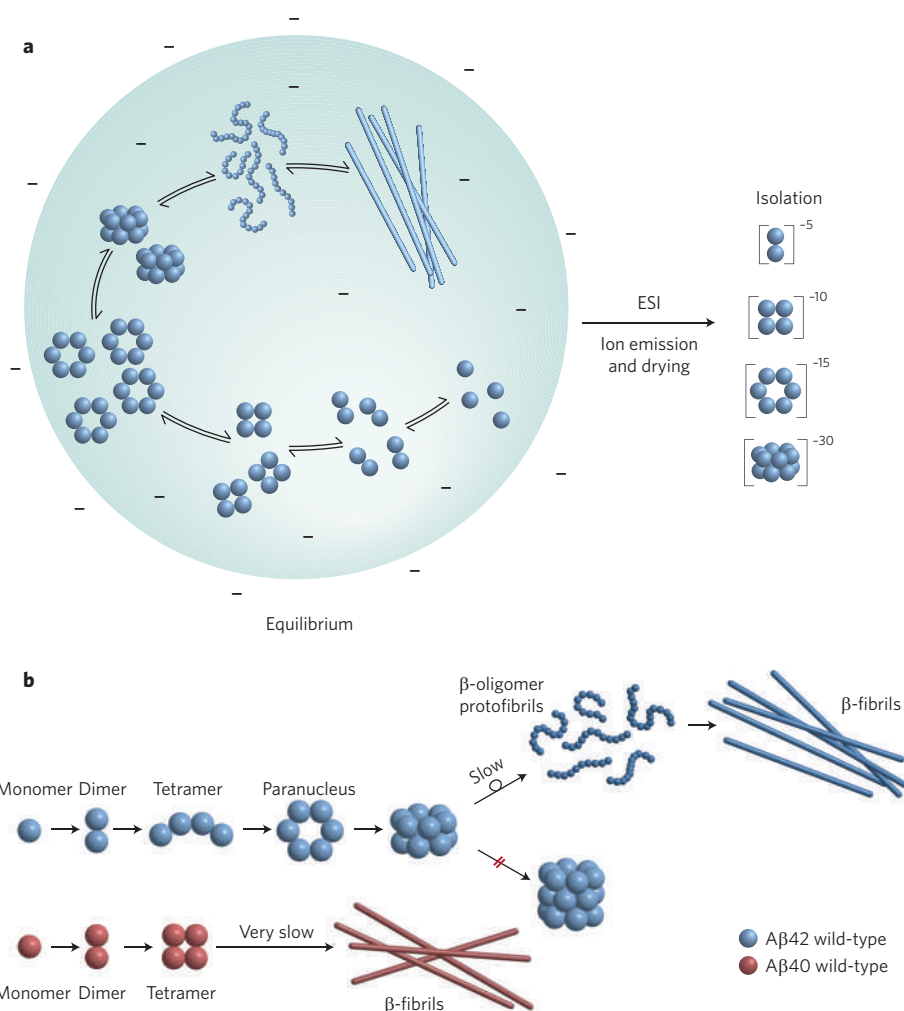 a
Isolation
-5
-10
ESI
Ion emission
and drying
-15
-30
Equilibrium
b
β-oligomer
protofibrils
β-fibrils
Slow
Monomer Dimer Tetramer Paranucleus
Very slow
Monomer Dimer Tetramer
β-fibrils
Aβ42 wild-type
Aβ40 wild-type